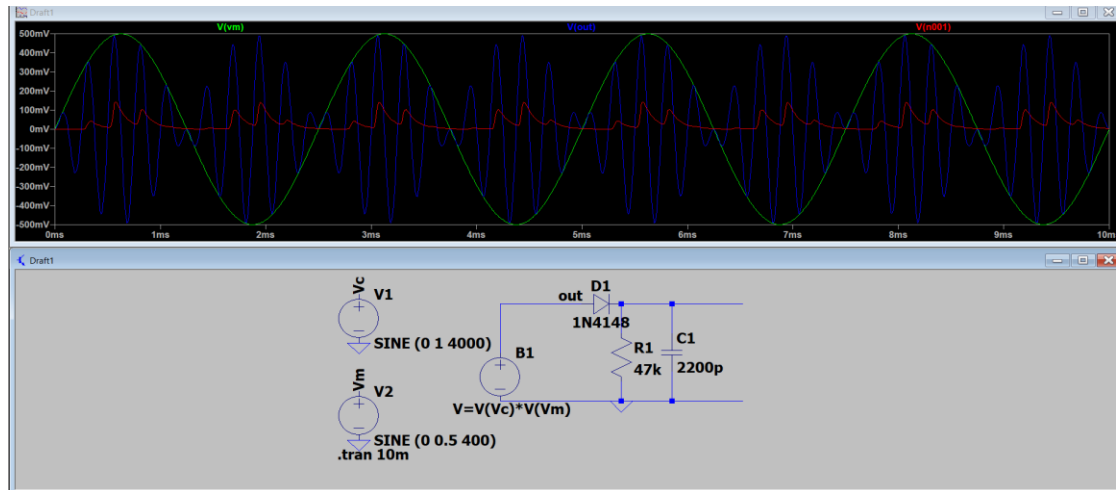 Draft1
V(vm) V(out) V(n001)
500mV
400mV
300mV
200mV
100mV
0mV
-100mV
-200mV
-300mV
-400mV
-500mV
0ms 1ms 2ms 3ms 4ms 5ms 6ms 7ms 8ms 9ms 10m
Draft1
Vc
V1
SINE (0 1 4000)
Vm
V2
SINE (0 0.5 400)
.tran 10m
B1
V=V(Vc)*V(Vm)
out
D1
1N4148
R1
47k
C1
2200p